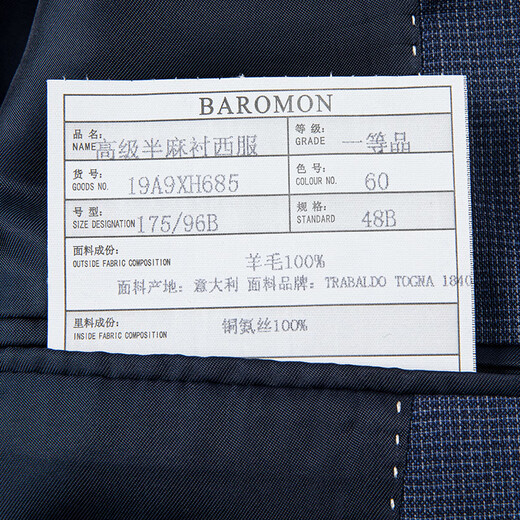 BAROMON
品名: 高级半麻衬西服 等级: 一等品
NAME GRADE
货号: 19A9XH685 色号: 60
GOODS NO. COLOUR NO.
号型: 175/96B 规格: 48B
SIZE DESIGNATION STANDARD
面料成份:
OUTSIDE FABRIC COMPOSITION 羊毛100%
面料产地: 意大利 面料品牌: TRABALDO TOGNA 1840
里料成份: 铜氨丝100%
INSIDE FABRIC COMPOSITION